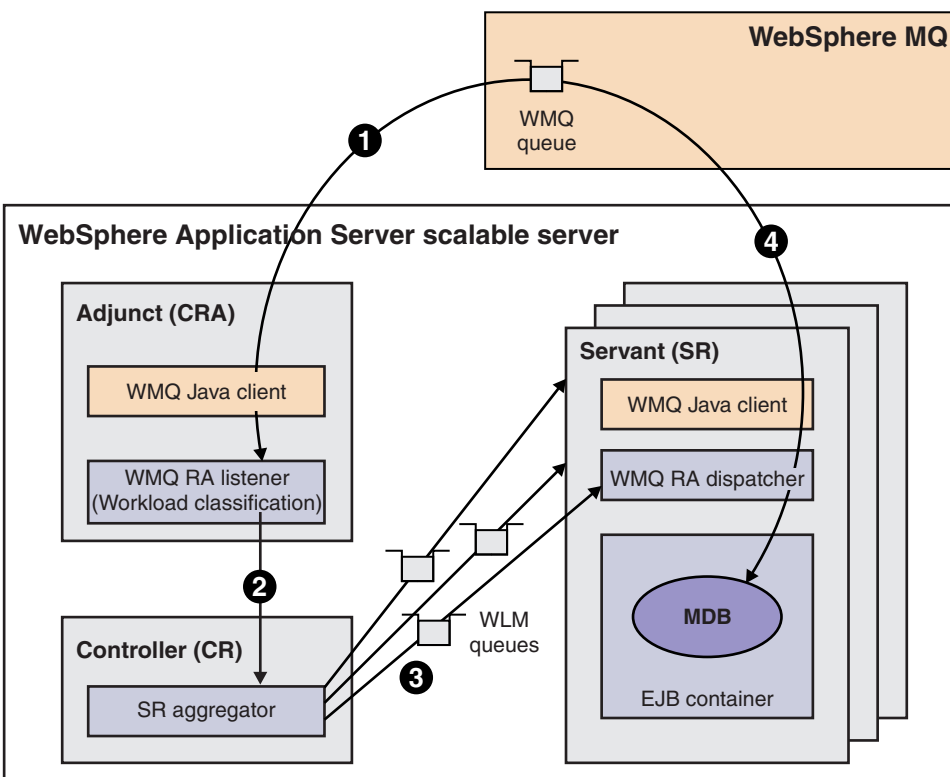 WebSphere MQ
WMQ
queue
1
4
WebSphere Application Server scalable server
Adjunct (CRA)
WMQ Java client
WMQ RA listener
(Workload classification)
2
Controller (CR)
SR aggregator
WLM
queues
3
Servant (SR)
WMQ Java client
WMQ RA dispatcher
MDB
EJB container